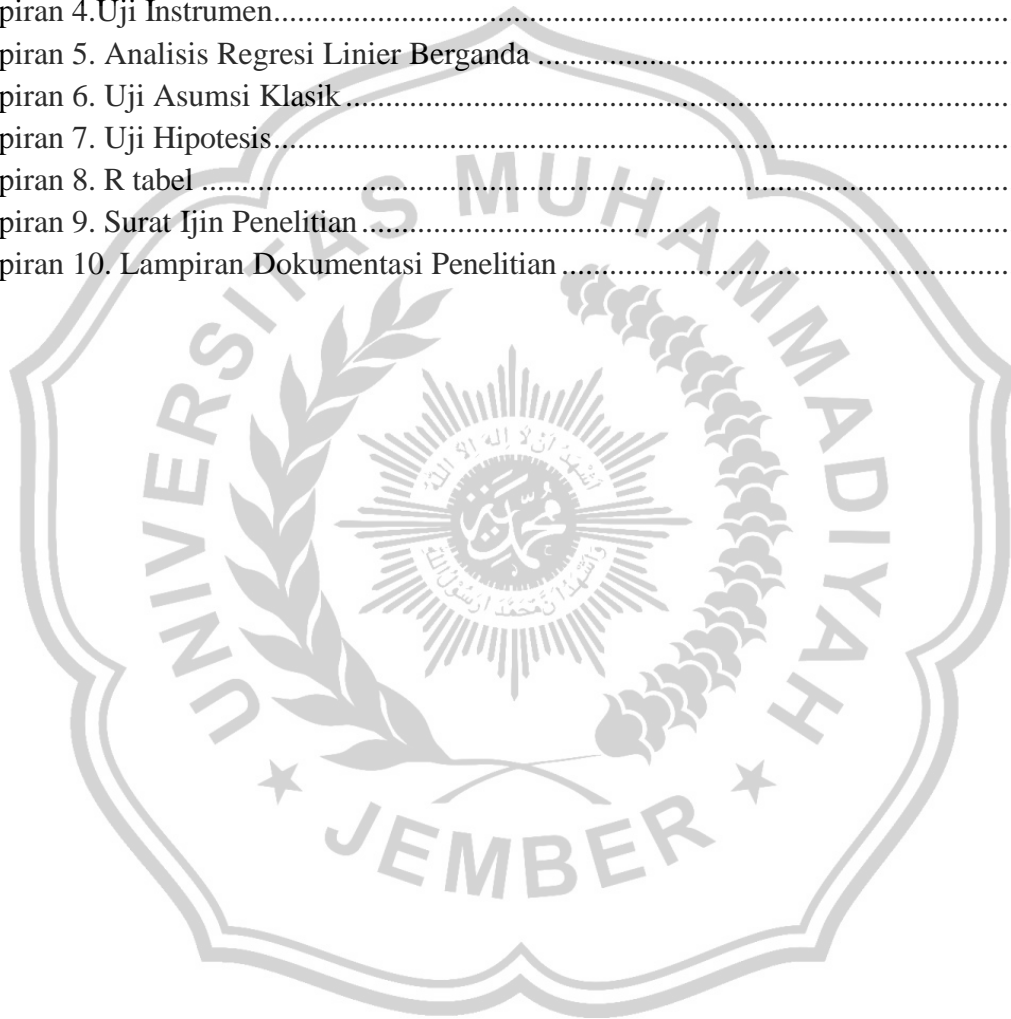 piran 4.Uji Instrumen........................................................................................................
piran 5. Analisis Regresi Linier Berganda ................................................................
piran 6. Uji Asumsi Klasik..........................................................................................
piran 7. Uji Hipotesis..................................................................................................
piran 8. R tabel ............................................................................................................
piran 9. Surat Ijin Penelitian ......................................................................................
piran 10. Lampiran Dokumentasi Penelitian............................................................
UNIVERSITAS MUHAMMADIYAH
JEMBER